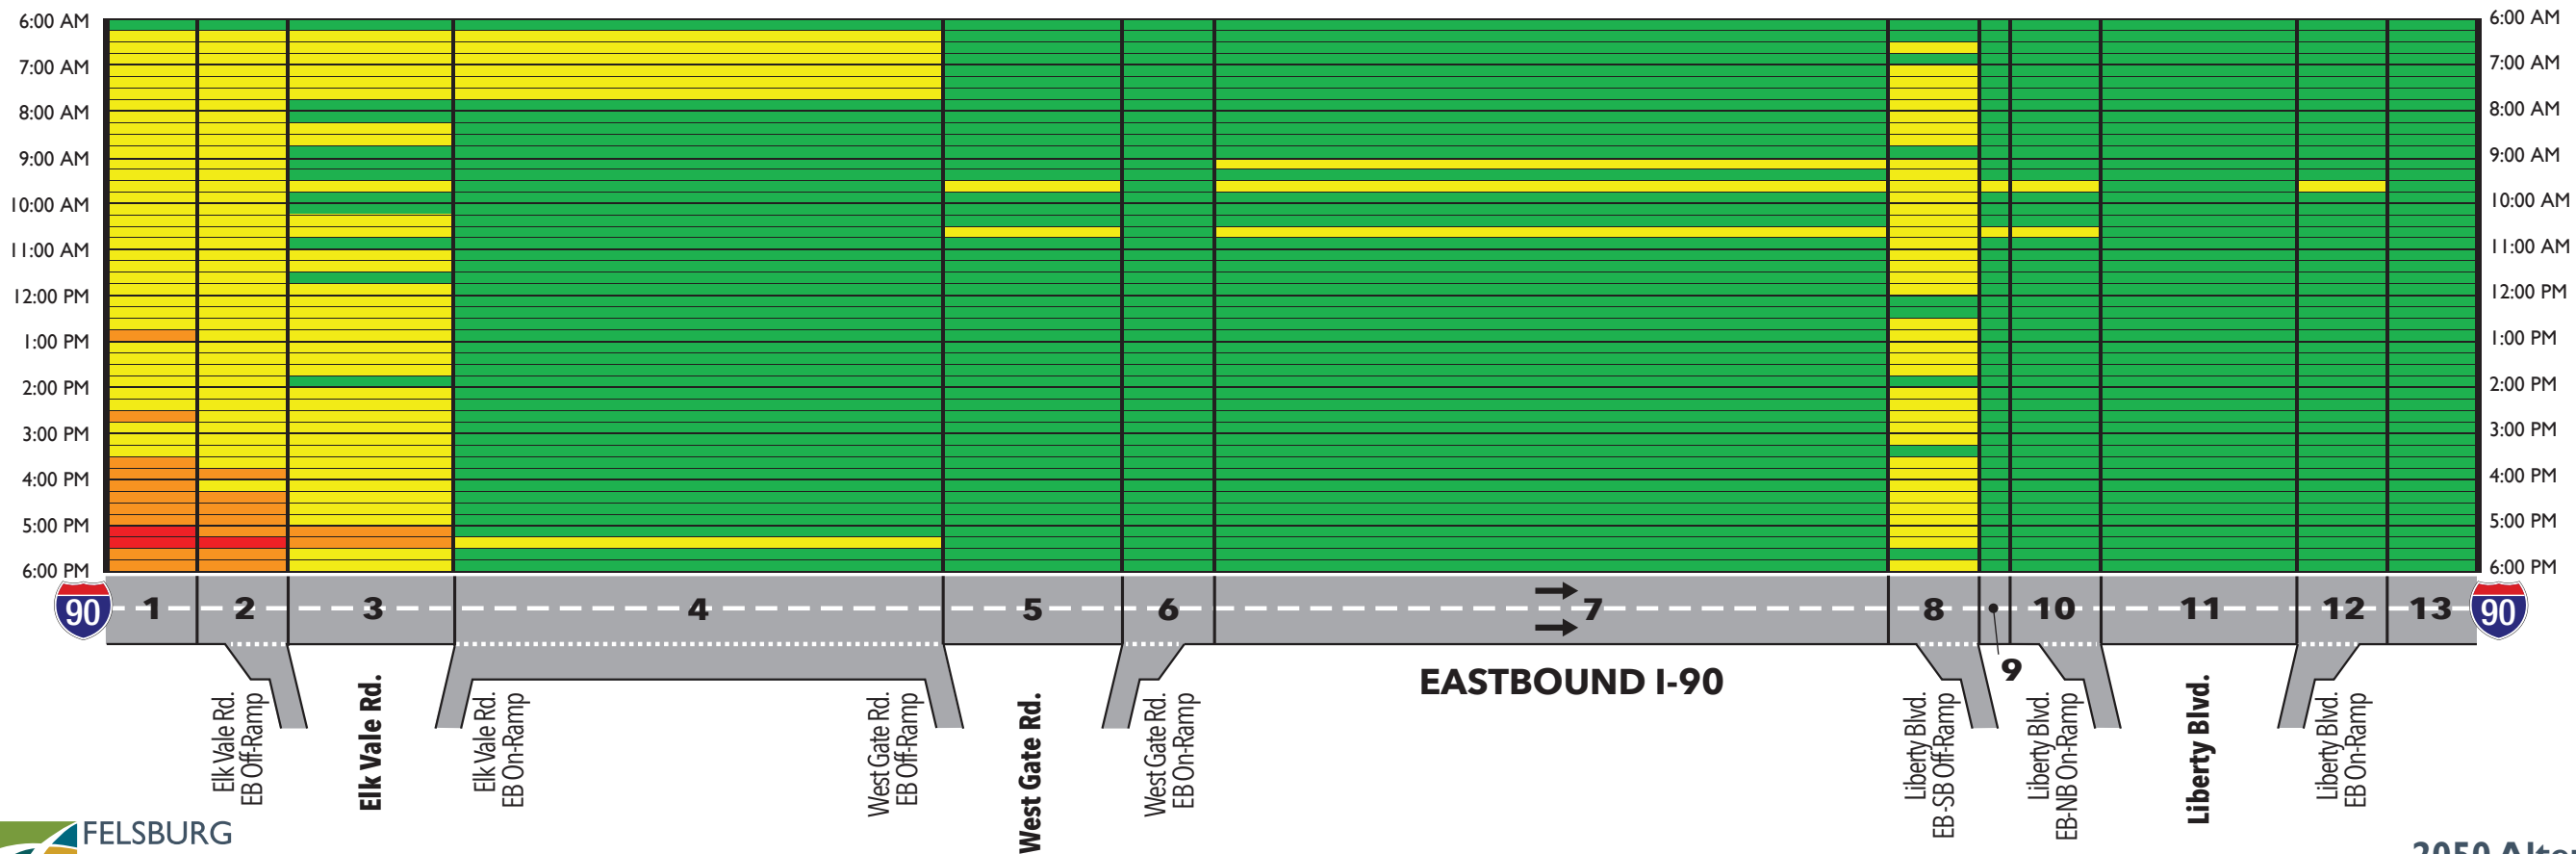 6:00 AM
7:00 AM
8:00 AM
9:00 AM
10:00 AM
11:00 AM
12:00 PM
1:00 PM
2:00 PM
3:00 PM
4:00 PM
5:00 PM
6:00 PM
6:00 AM
7:00 AM
8:00 AM
9:00 AM
10:00 AM
11:00 AM
12:00 PM
1:00 PM
2:00 PM
3:00 PM
4:00 PM
5:00 PM
6:00 PM
90
1
2
3
4
5
6
7
8
9
10
11
12
13
90
EASTBOUND I-90
Elk Vale Rd.
EB Off-Ramp
Elk Vale Rd.
Elk Vale Rd.
EB On-Ramp
West Gate Rd.
EB Off-Ramp
West Gate Rd.
West Gate Rd.
EB On-Ramp
Liberty Blvd.
EB-SB Off-Ramp
Liberty Blvd.
EB-NB On-Ramp
Liberty Blvd.
Liberty Blvd.
EB On-Ramp
FELSBURG
2050